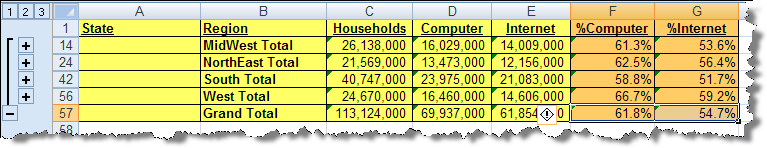 1 2 3 A B C D E F G
1 State Region Households Computer Internet %Computer %Internet
14 MidWest Total 26,138,000 16,029,000 14,009,000 61.3% 53.6%
24 NorthEast Total 21,569,000 13,473,000 12,156,000 62.5% 56.4%
42 South Total 40,747,000 23,975,000 21,083,000 58.8% 51.7%
56 West Total 24,670,000 16,460,000 14,606,000 66.7% 59.2%
57 Grand Total 113,124,000 69,937,000 61.8% 54.7%
58